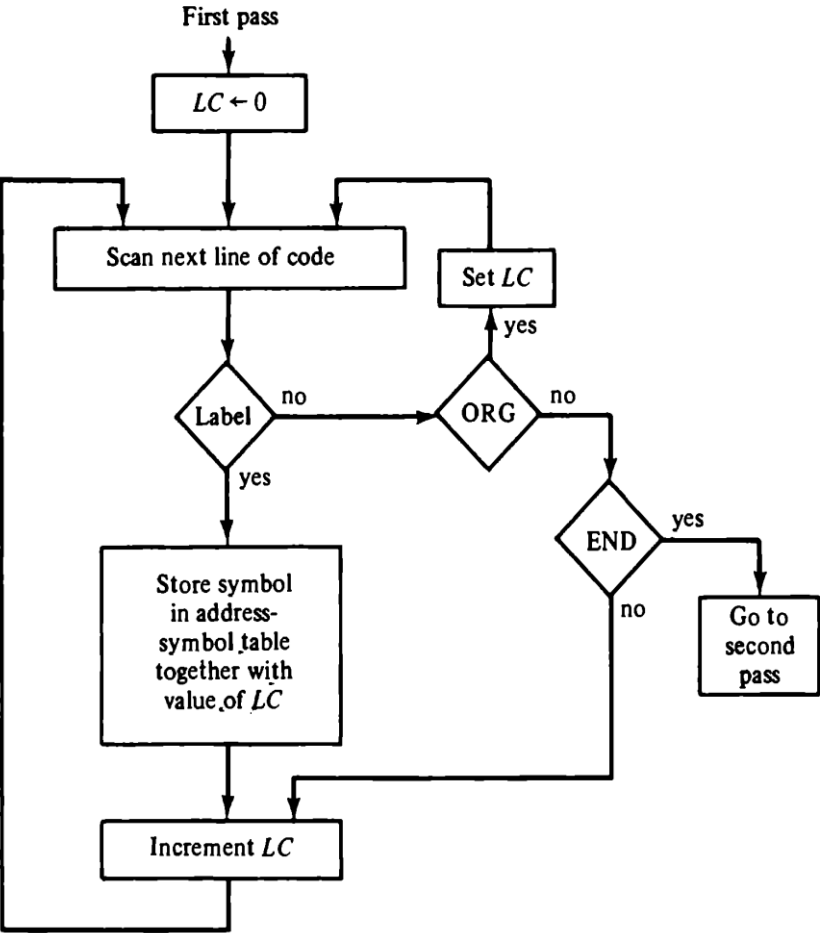 First pass
LC ← 0
Scan next line of code
Set LC
yes
Label
no
ORG
no
yes
END
yes
no
Store symbol
in address-
symbol table
together with
value of LC
Go to
second
pass
Increment LC